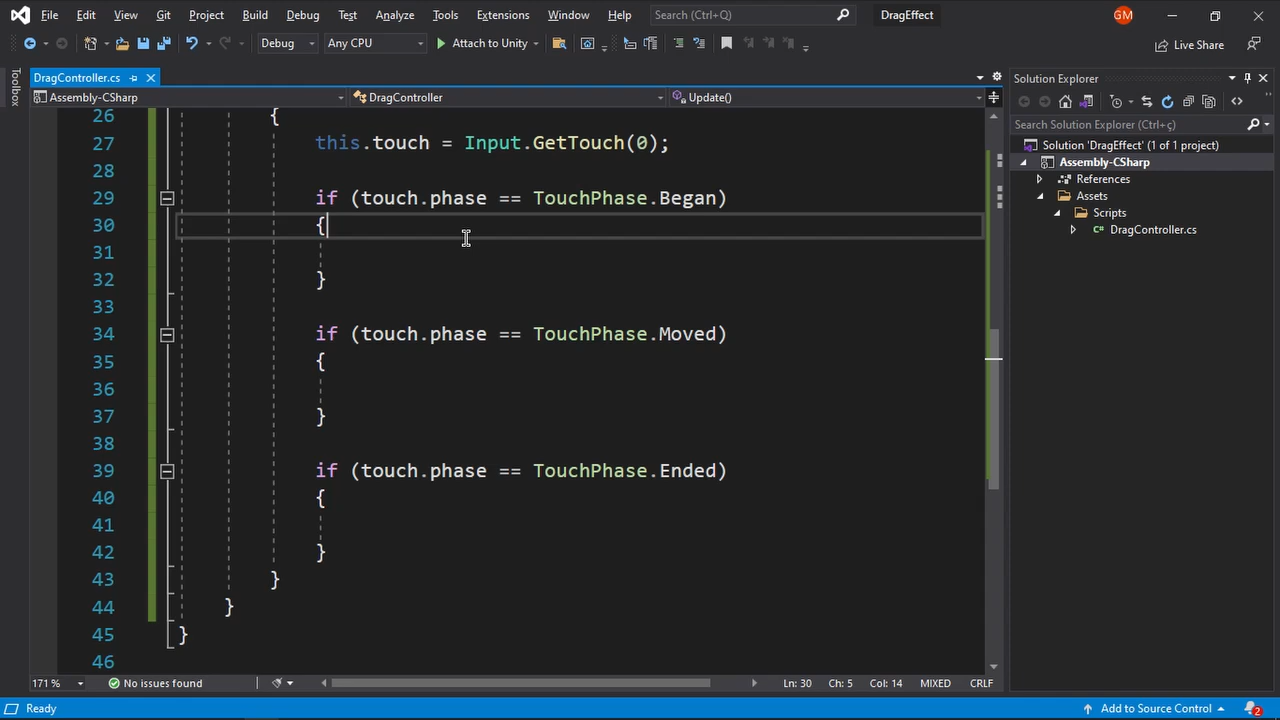 File Edit View Git Project Build Debug Test Analyze Tools Extensions Window Help Search (Ctrl+Q) DragEffect GM
Debug Any CPU Attach to Unity Live Share
Toolbox
DragController.cs
Assembly-CSharp DragController Update()
26 {
27 this.touch = Input.GetTouch(0);
28
29 if (touch.phase == TouchPhase.Began)
30 {
31
32 }
33
34 if (touch.phase == TouchPhase.Moved)
35 {
36
37 }
38
39 if (touch.phase == TouchPhase.Ended)
40 {
41
42 }
43 }
44 }
45 }
46
171 % No issues found Ln: 30 Ch: 5 Col: 14 MIXED CRLF
Solution Explorer
Search Solution Explorer (Ctrl+ç)
Solution 'DragEffect' (1 of 1 project)
Assembly-CSharp
References
Assets
Scripts
DragController.cs
Ready Add to Source Control 2